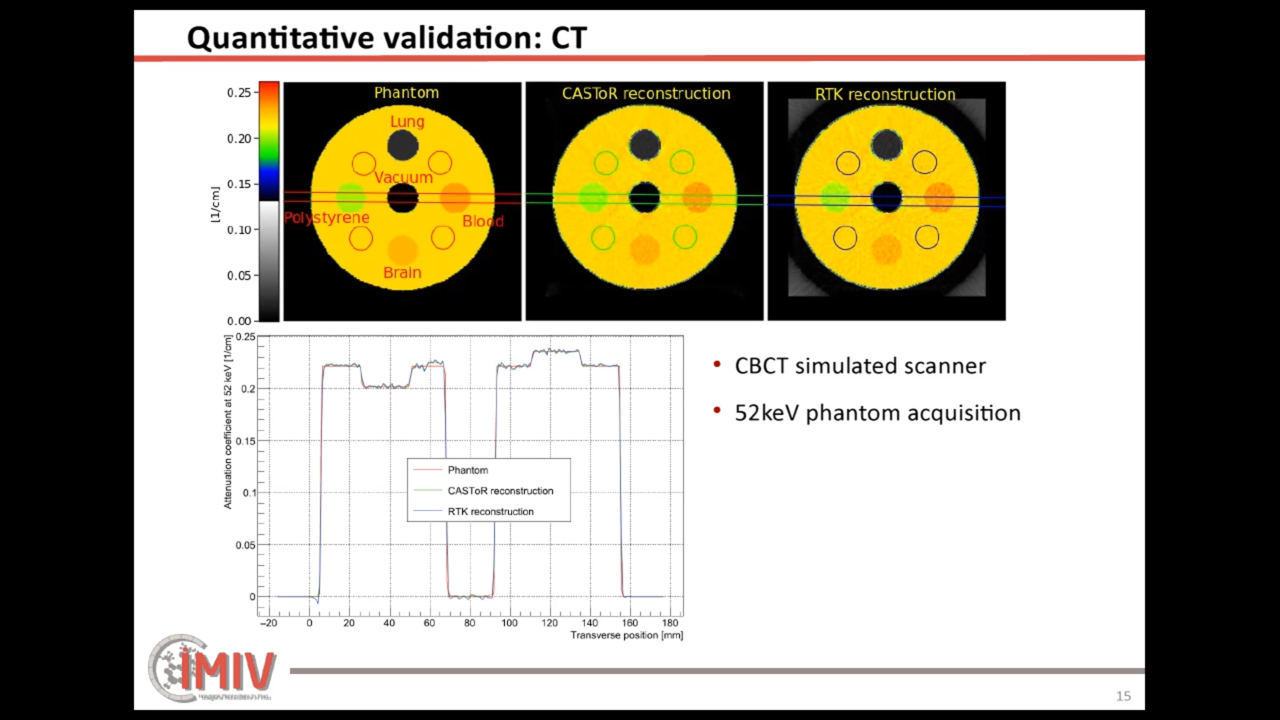 Quantitative validation: CT
0.25
0.20
0.15
0.10
0.05
0.00
[1/cm]
Phantom
Lung
Vacuum
Polystyrene
Blood
Brain
CASToR reconstruction
RTK reconstruction
Attenuation coefficient at 52 keV [1/cm]
0.25
0.2
0.15
0.1
0.05
0
Phantom
CASToR reconstruction
RTK reconstruction
−20 0 20 40 60 80 100 120 140 160 180
Transverse position [mm]
• CBCT simulated scanner
• 52keV phantom acquisition
IMIV
15